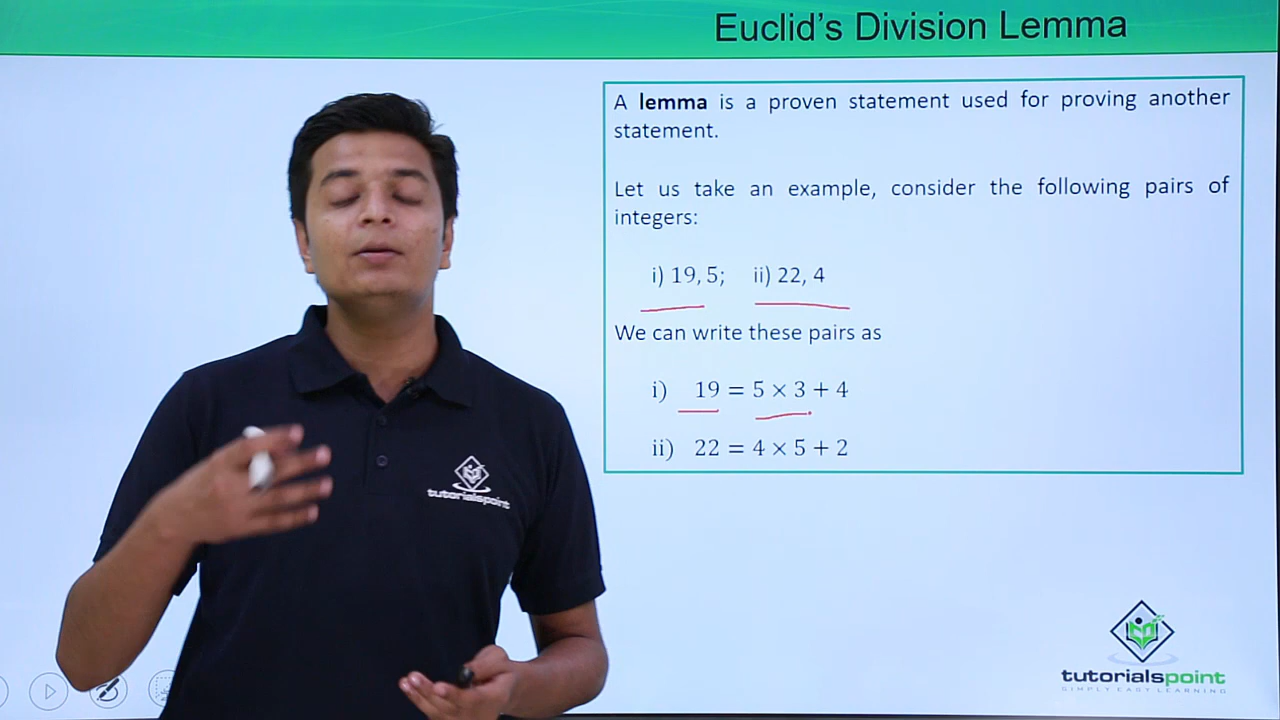 Euclid's Division Lemma
A lemma is a proven statement used for proving another
statement.
Let us take an example, consider the following pairs of
integers:
i) 19, 5; ii) 22, 4
We can write these pairs as
i) 19 = 5 × 3 + 4
ii) 22 = 4 × 5 + 2
tutorialspoint
tutorialspoint
SIMPLY EASY LEARNING